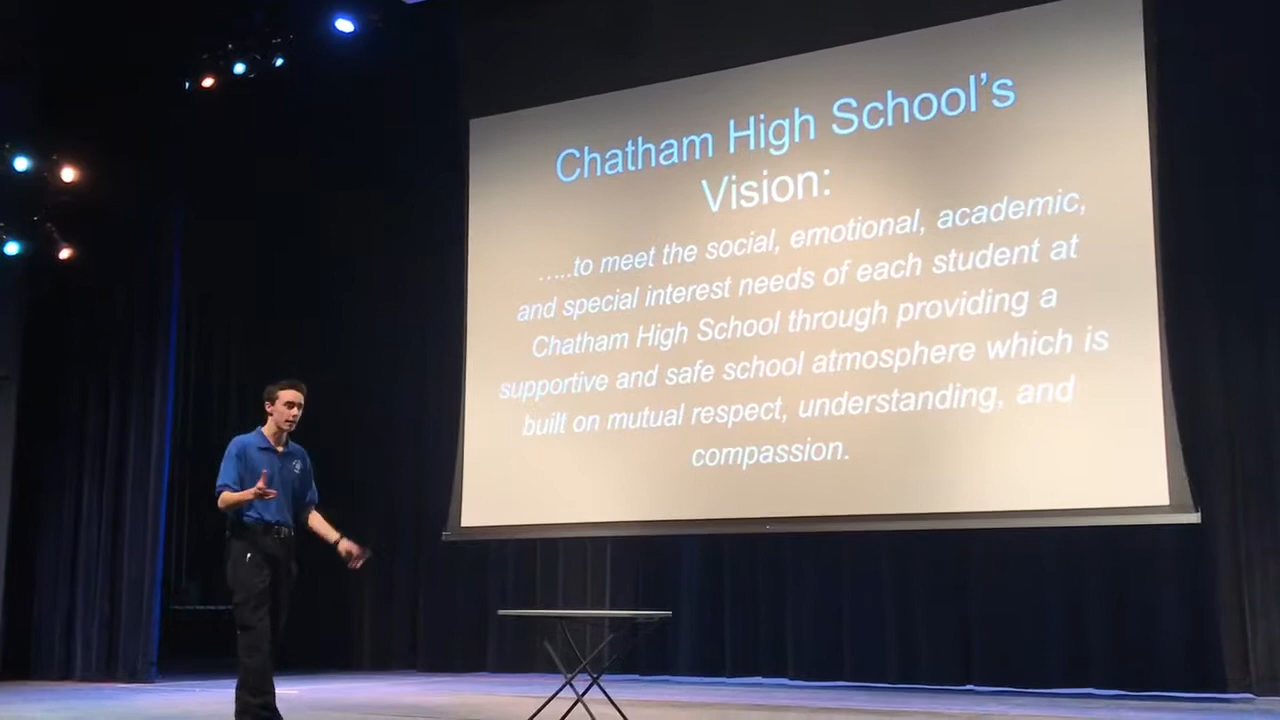 Chatham High School's
Vision:
.....to meet the social, emotional, academic,
and special interest needs of each student at
Chatham High School through providing a
supportive and safe school atmosphere which is
built on mutual respect, understanding, and
compassion.